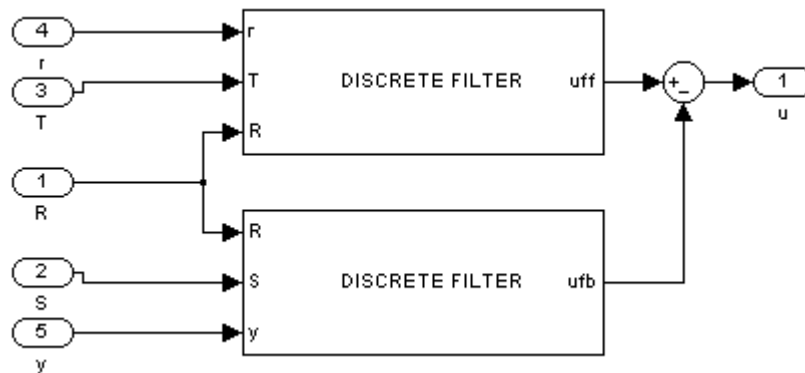 4
r
r
3
T
T
DISCRETE FILTER
uff
R
+
-
1
u
1
R
R
2
S
S
DISCRETE FILTER
ufb
5
y
y